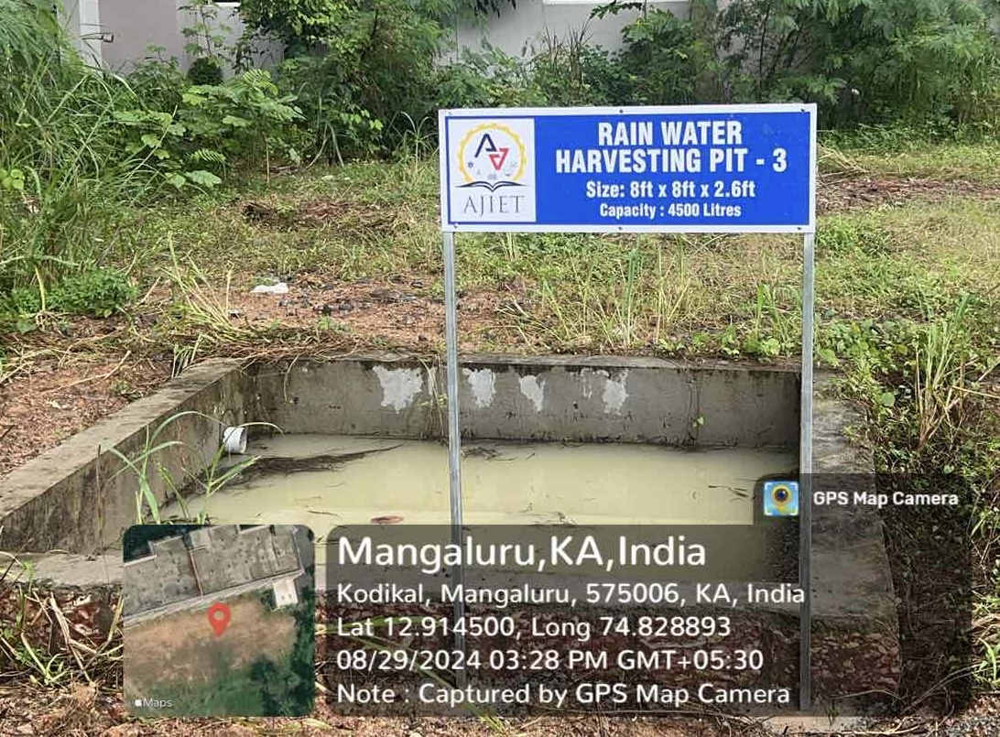 RAIN WATER
HARVESTING PIT - 3
Size: 8ft x 8ft x 2.6ft
Capacity : 4500 Litres
AJIET
GPS Map Camera
Mangaluru,KA,India
Kodikal, Mangaluru, 575006, KA, India
Lat 12.914500, Long 74.828893
08/29/2024 03:28 PM GMT+05:30
Note : Captured by GPS Map Camera
Maps